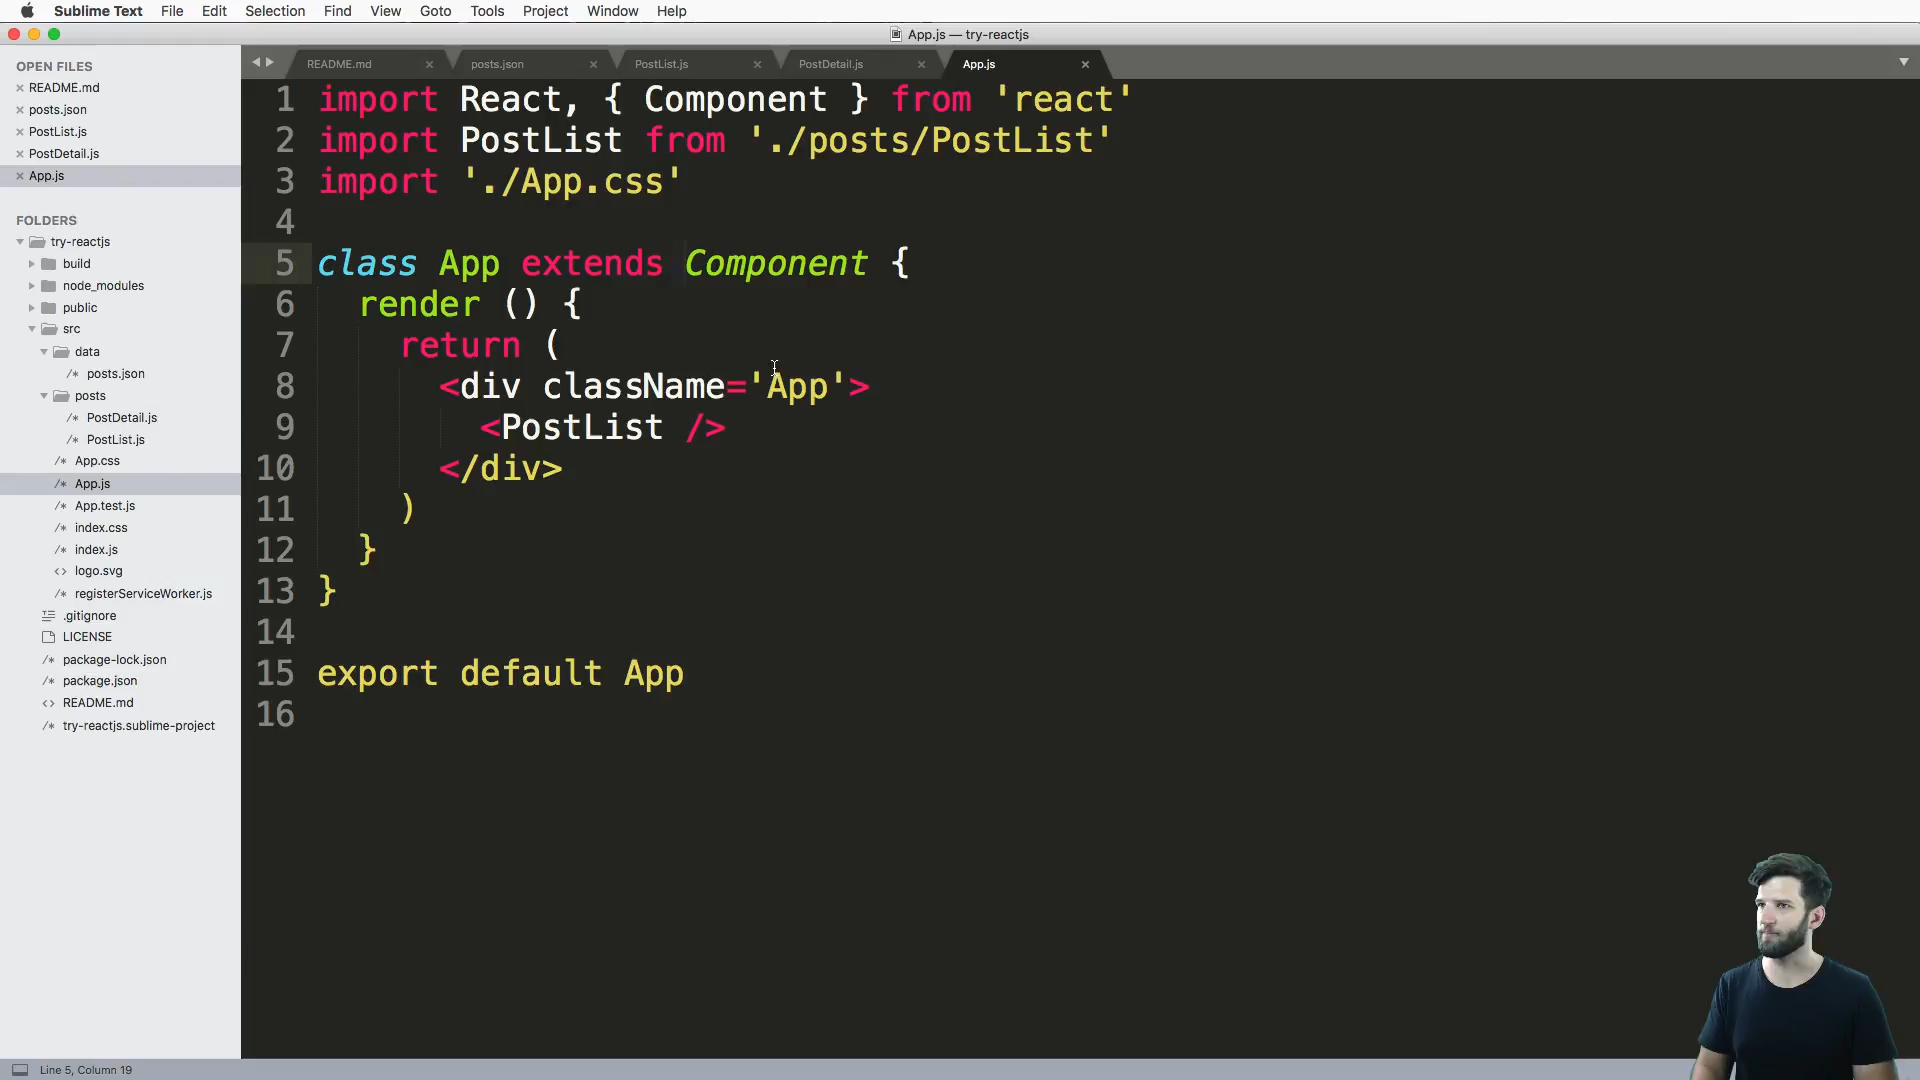 Sublime Text File Edit Selection Find View Goto Tools Project Window Help
App.js — try-reactjs
OPEN FILES
README.md
posts.json
PostList.js
PostDetail.js
App.js
FOLDERS
try-reactjs
build
node_modules
public
src
data
posts.json
posts
PostDetail.js
PostList.js
App.css
App.js
App.test.js
index.css
index.js
logo.svg
registerServiceWorker.js
.gitignore
LICENSE
package-lock.json
package.json
README.md
try-reactjs.sublime-project
README.md posts.json PostList.js PostDetail.js App.js
1 import React, { Component } from 'react'
2 import PostList from './posts/PostList'
3 import './App.css'
4
5 class App extends Component {
6 render () {
7 return (
8 <div className='App'>
9 <PostList />
10 </div>
11 )
12 }
13 }
14
15 export default App
16
Line 5, Column 19